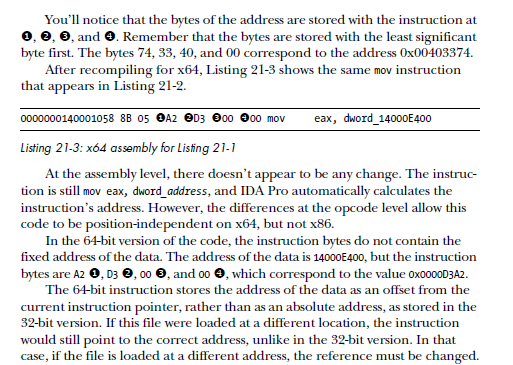 You'll notice that the bytes of the address are stored with the instruction at
❶, ❷, ❸, and ❹. Remember that the bytes are stored with the least significant
byte first. The bytes 74, 33, 40, and 00 correspond to the address 0x00403374.
After recompiling for x64, Listing 21-3 shows the same mov instruction
that appears in Listing 21-2.
0000000140001058 8B 05 ❶A2 ❷D3 ❸00 ❹00 mov eax, dword_14000E400
Listing 21-3: x64 assembly for Listing 21-1
At the assembly level, there doesn't appear to be any change. The instruc-
tion is still mov eax, dword_address, and IDA Pro automatically calculates the
instruction's address. However, the differences at the opcode level allow this
code to be position-independent on x64, but not x86.
In the 64-bit version of the code, the instruction bytes do not contain the
fixed address of the data. The address of the data is 14000E400, but the instruction
bytes are A2 ❶, D3 ❷, 00 ❸, and 00 ❹, which correspond to the value 0x0000D3A2.
The 64-bit instruction stores the address of the data as an offset from the
current instruction pointer, rather than as an absolute address, as stored in the
32-bit version. If this file were loaded at a different location, the instruction
would still point to the correct address, unlike in the 32-bit version. In that
case, if the file is loaded at a different address, the reference must be changed.